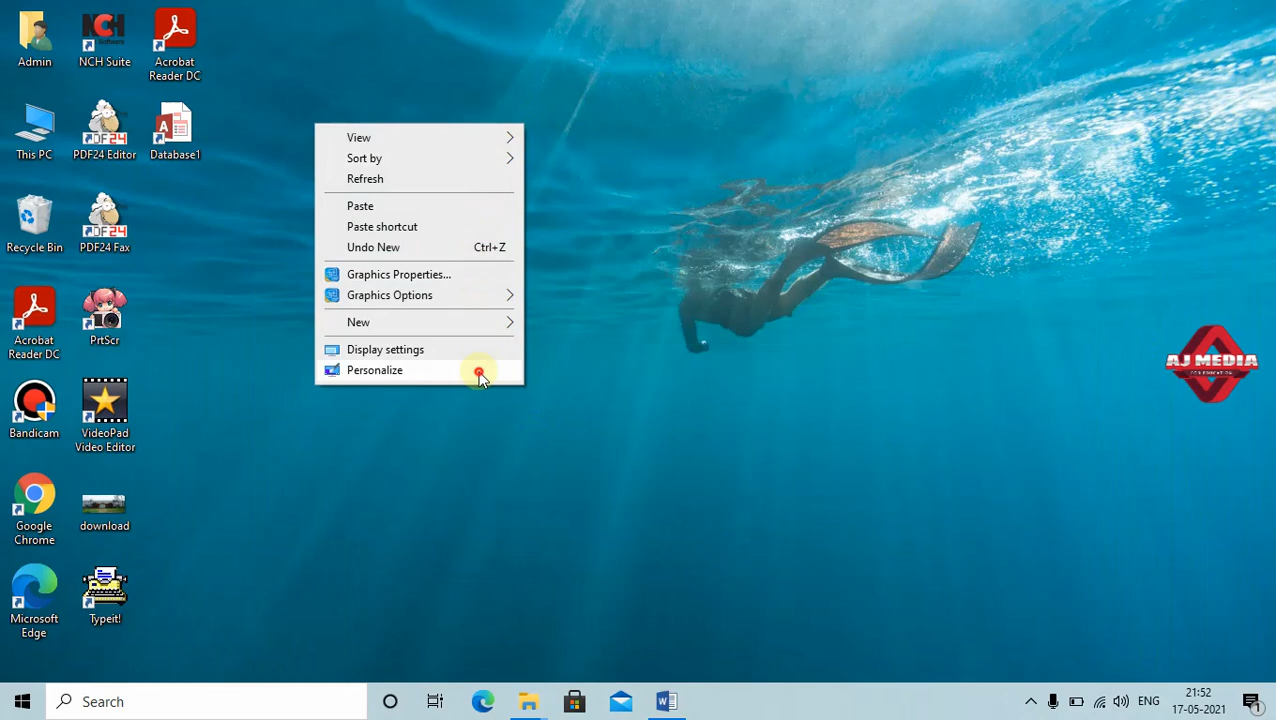 Admin
NCH Suite
Acrobat
Reader DC
This PC
PDF24 Editor
Database1
Recycle Bin
PDF24 Fax
Acrobat
Reader DC
PrtScr
Bandicam
VideoPad
Video Editor
Google
Chrome
download
Microsoft
Edge
Typeit!
View
Sort by
Refresh
Paste
Paste shortcut
Undo New Ctrl+Z
Graphics Properties...
Graphics Options
New
Display settings
Personalize
AJ MEDIA
Search
ENG
21:52
17-05-2021
1